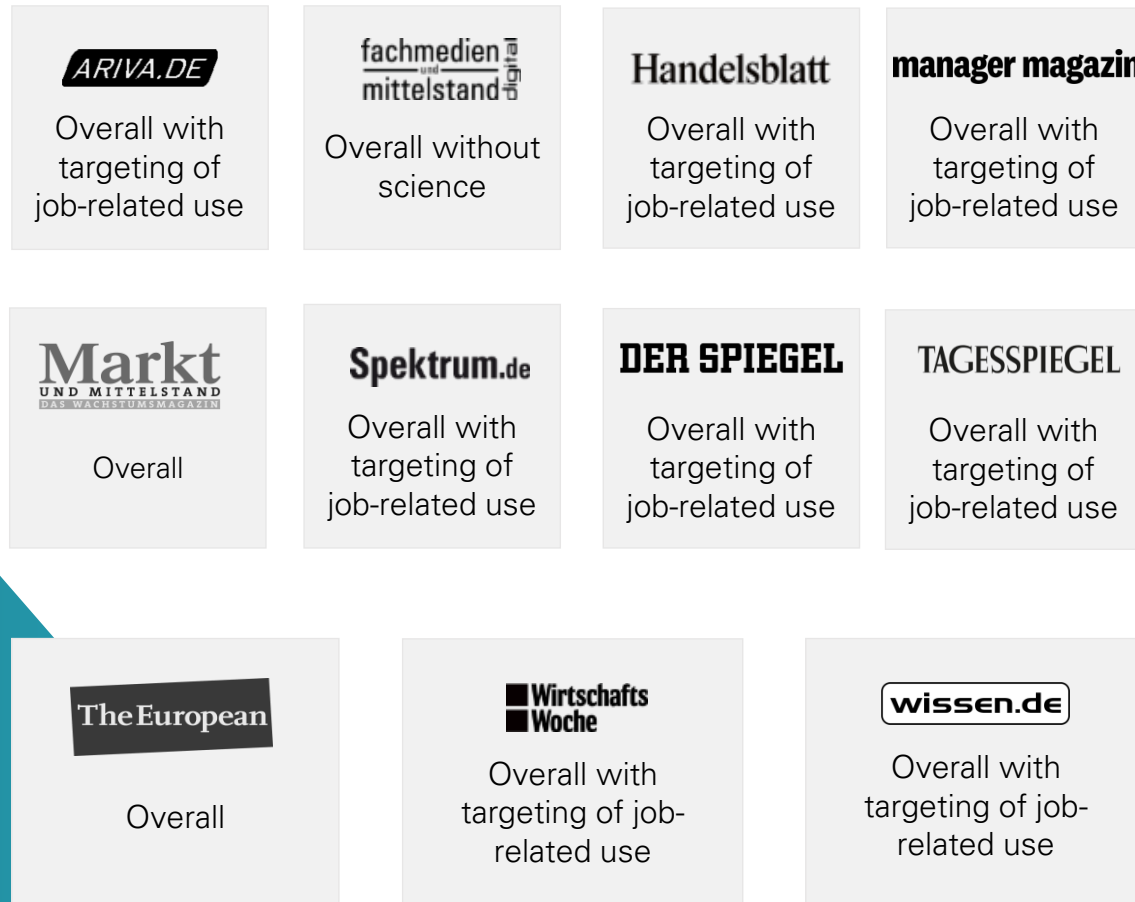 ARIVA.DE
Overall with
targeting of
job-related use
fachmedien
und
mittelstand
digital
Overall without
science
Handelsblatt
Overall with
targeting of
job-related use
manager magazin
Overall with
targeting of
job-related use
Markt
UND MITTELSTAND
DAS WACHSTUMSMAGAZIN
Overall
Spektrum.de
Overall with
targeting of
job-related use
DER SPIEGEL
Overall with
targeting of
job-related use
TAGESSPIEGEL
Overall with
targeting of
job-related use
The European
Overall
Wirtschafts
Woche
Overall with
targeting of job-
related use
wissen.de
Overall with
targeting of job-
related use